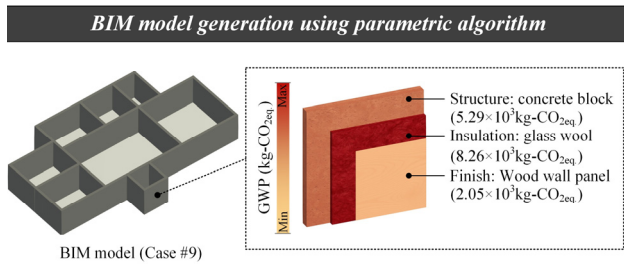 BIM model generation using parametric algorithm
Max
GWP (kg-CO2eq.)
Min
Structure: concrete block
(5.29×10³kg-CO2eq.)
Insulation: glass wool
(8.26×10³kg-CO2eq.)
Finish: Wood wall panel
(2.05×10³kg-CO2eq.)
BIM model (Case #9)